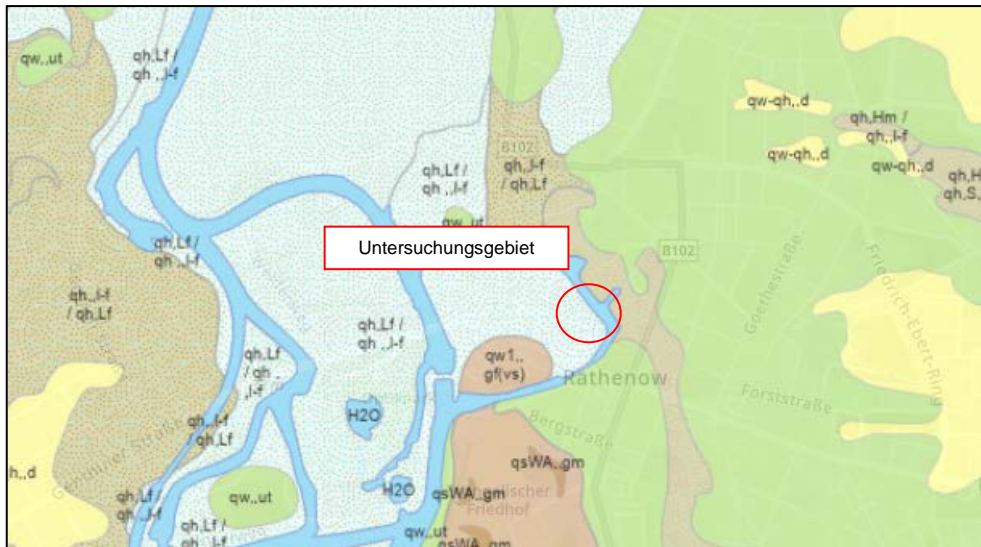 qw,,ut
qh,Lf /
qh ,,l-f
B102
qh,,l-f
/ qh,Lf
qw-qh,,d
qh,Hm /
qh,,l-f
qw-qh,,d
qw-qh,,d
qh,H
qh,S,
qh,Lf /
qh ,,l-f
qw,,ut
Untersuchungsgebiet
B102
qh,Lf /
qh ,,l-f
qh,,l-f
/ qh,Lf
Goethestraße
Friedrich-Ebert-Ring
qh,Lf /
qh ,,l-f
qw1,,
gf(vs)
Rathenow
qh,Lf
/ qh ,
,l-f
Forststraße
Bergstraße
H2O
qh,,l-f
/ qh,Lf
Genthiner Straße
h,,d
qw,,ut
H2O
qsWA,,gm
qsWA,,gm
Friedhof
qh,Lf /
qh ,,l-f
qh,Lf /
qh ,,l-f
qw,,ut
qsWA,,gm